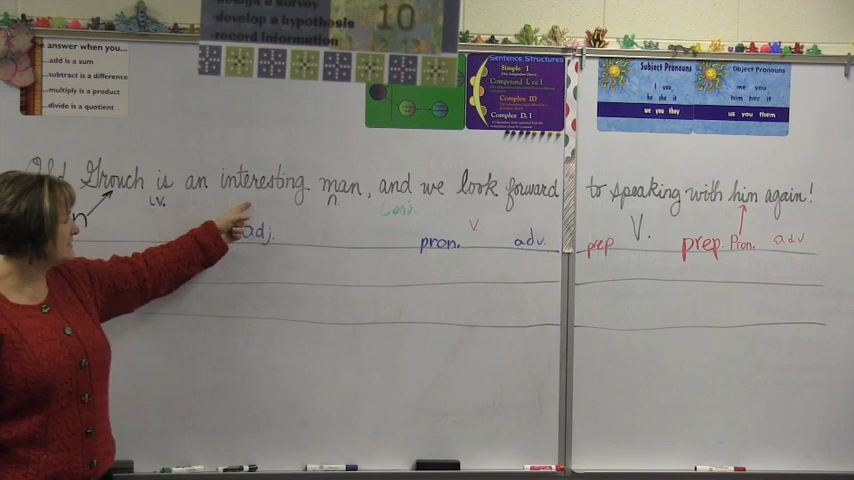 design a survey
develop a hypothesis
record information
10
answer when you...
...add is a sum
...subtract is a difference
...multiply is a product
...divide is a quotient
Sentence Structures
Simple 1
Compound
Complex ID
Complex D, I
Subject Pronouns
I you
he she it
we you they
Object Pronouns
me you
him her it
us you them
Old Grouch is an interesting man, and we look forward to speaking with him again!
n L.V. adj. n. Conj. pron. v. adv. prep V. prep. Pron. adv